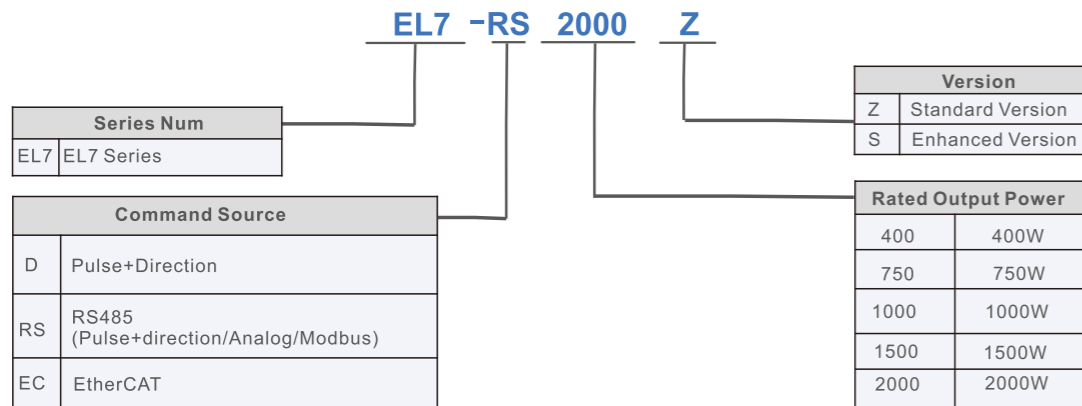 EL7 -RS 2000 Z
Series Num
EL7 EL7 Series
Command Source
D Pulse+Direction
RS RS485
(Pulse+direction/Analog/Modbus)
EC EtherCAT
Version
Z Standard Version
S Enhanced Version
Rated Output Power
400 400W
750 750W
1000 1000W
1500 1500W
2000 2000W